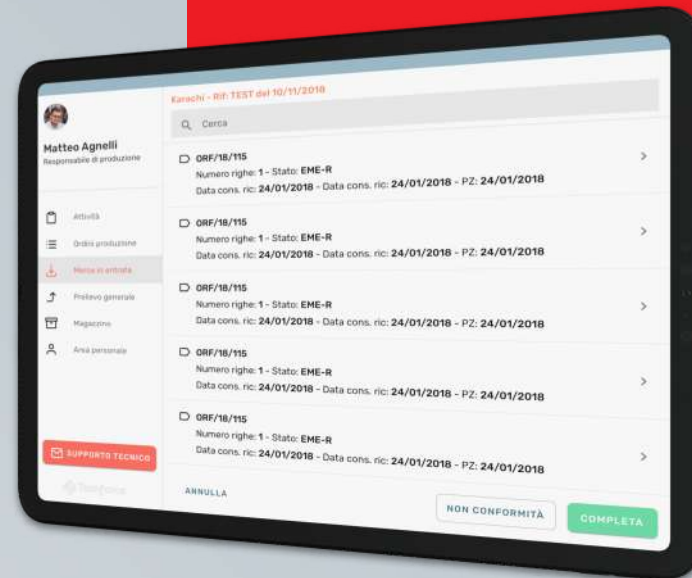 Matteo Agnelli
Responsabile di produzione
Attività
Ordini produzione
Merce in entrata
Prelievo generale
Magazzino
Area personale
SUPPORTO TECNICO
Karachi - Rif: TEST del 10/11/2018
Cerca
ORF/18/115
Numero righe: 1 - Stato: EME-R
Data cons. ric: 24/01/2018 - Data cons. ric: 24/01/2018 - PZ: 24/01/2018
ORF/18/115
Numero righe: 1 - Stato: EME-R
Data cons. ric: 24/01/2018 - Data cons. ric: 24/01/2018 - PZ: 24/01/2018
ORF/18/115
Numero righe: 1 - Stato: EME-R
Data cons. ric: 24/01/2018 - Data cons. ric: 24/01/2018 - PZ: 24/01/2018
ORF/18/115
Numero righe: 1 - Stato: EME-R
Data cons. ric: 24/01/2018 - Data cons. ric: 24/01/2018 - PZ: 24/01/2018
ORF/18/115
Numero righe: 1 - Stato: EME-R
Data cons. ric: 24/01/2018 - Data cons. ric: 24/01/2018 - PZ: 24/01/2018
ANNULLA
NON CONFORMITÀ
COMPLETA